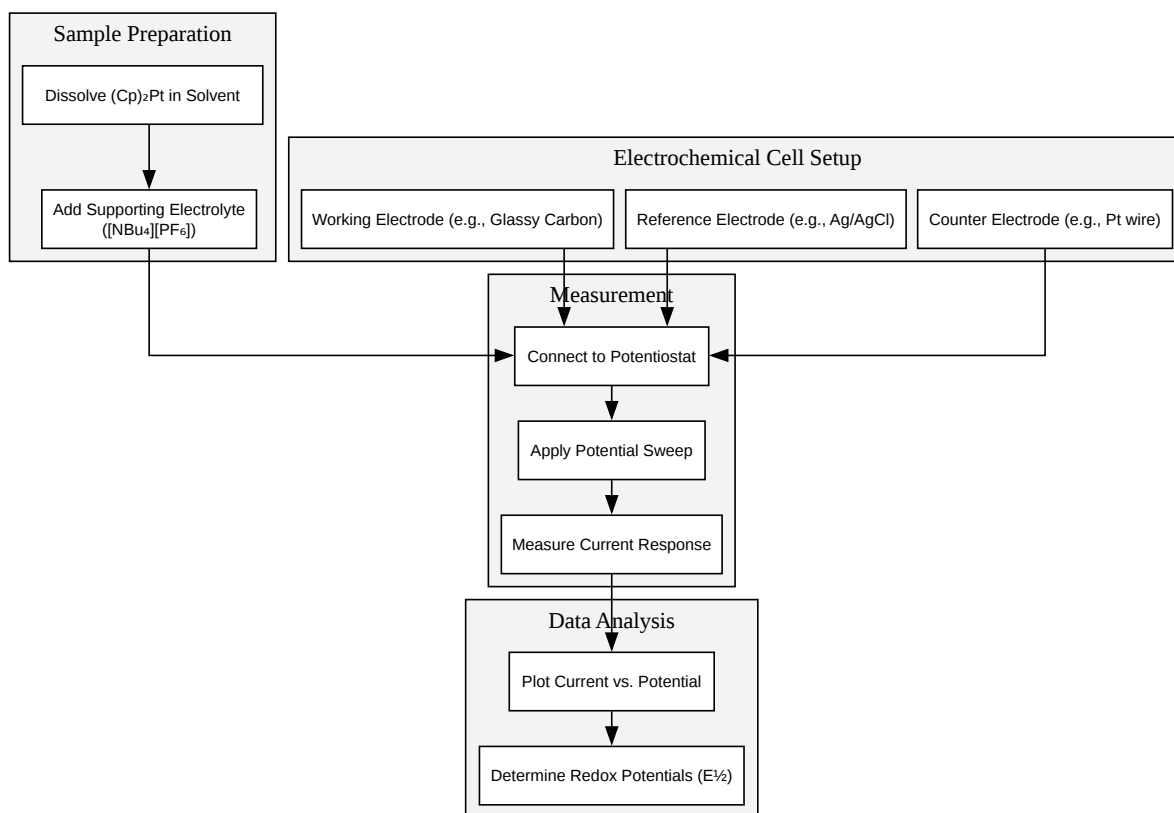 Sample Preparation
Dissolve (Cp)₂Pt in Solvent
Add Supporting Electrolyte
([NBu₄][PF₆])
Electrochemical Cell Setup
Working Electrode (e.g., Glassy Carbon)
Reference Electrode (e.g., Ag/AgCl)
Counter Electrode (e.g., Pt wire)
Measurement
Connect to Potentiostat
Apply Potential Sweep
Measure Current Response
Data Analysis
Plot Current vs. Potential
Determine Redox Potentials (E½)